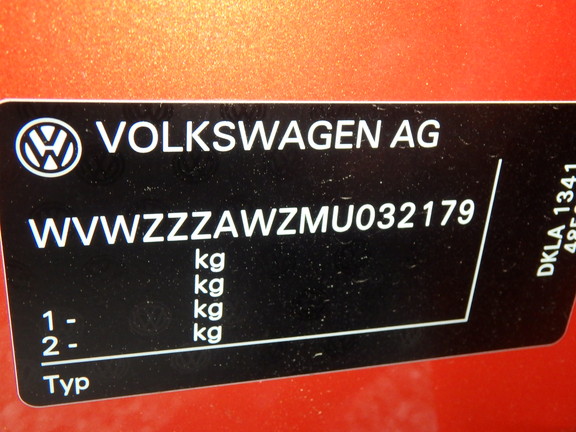 VOLKSWAGEN AG
WVWZZZAWZMU032179
kg
kg
1 - kg
2 - kg
Typ
DKLA 1341